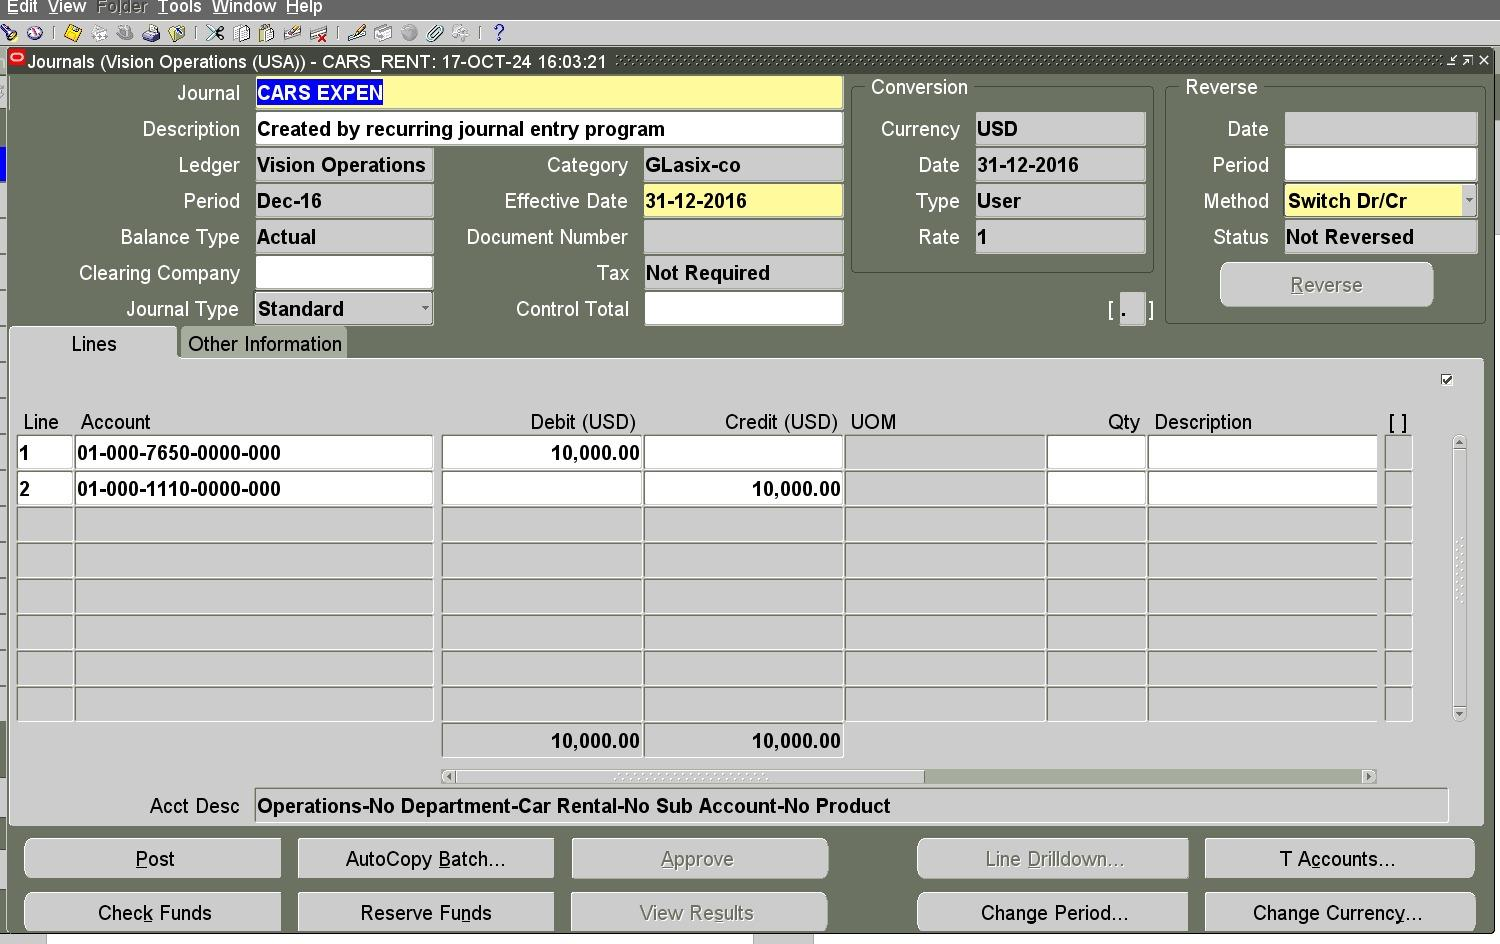 Edit View Folder Tools Window Help
Journals (Vision Operations (USA)) - CARS_RENT: 17-OCT-24 16:03:21
Journal CARS EXPEN
Description Created by recurring journal entry program
Ledger Vision Operations Category GLasix-co
Period Dec-16 Effective Date 31-12-2016
Balance Type Actual Document Number
Clearing Company Tax Not Required
Journal Type Standard Control Total
Conversion
Currency USD
Date 31-12-2016
Type User
Rate 1
Reverse
Date
Period
Method Switch Dr/Cr
Status Not Reversed
Reverse
[ . ]
Lines Other Information
Line Account Debit (USD) Credit (USD) UOM Qty Description [ ]
1 01-000-7650-0000-000 10,000.00
2 01-000-1110-0000-000 10,000.00
10,000.00 10,000.00
Acct Desc Operations-No Department-Car Rental-No Sub Account-No Product
Post AutoCopy Batch... Approve Line Drilldown... T Accounts...
Check Funds Reserve Funds View Results Change Period... Change Currency...